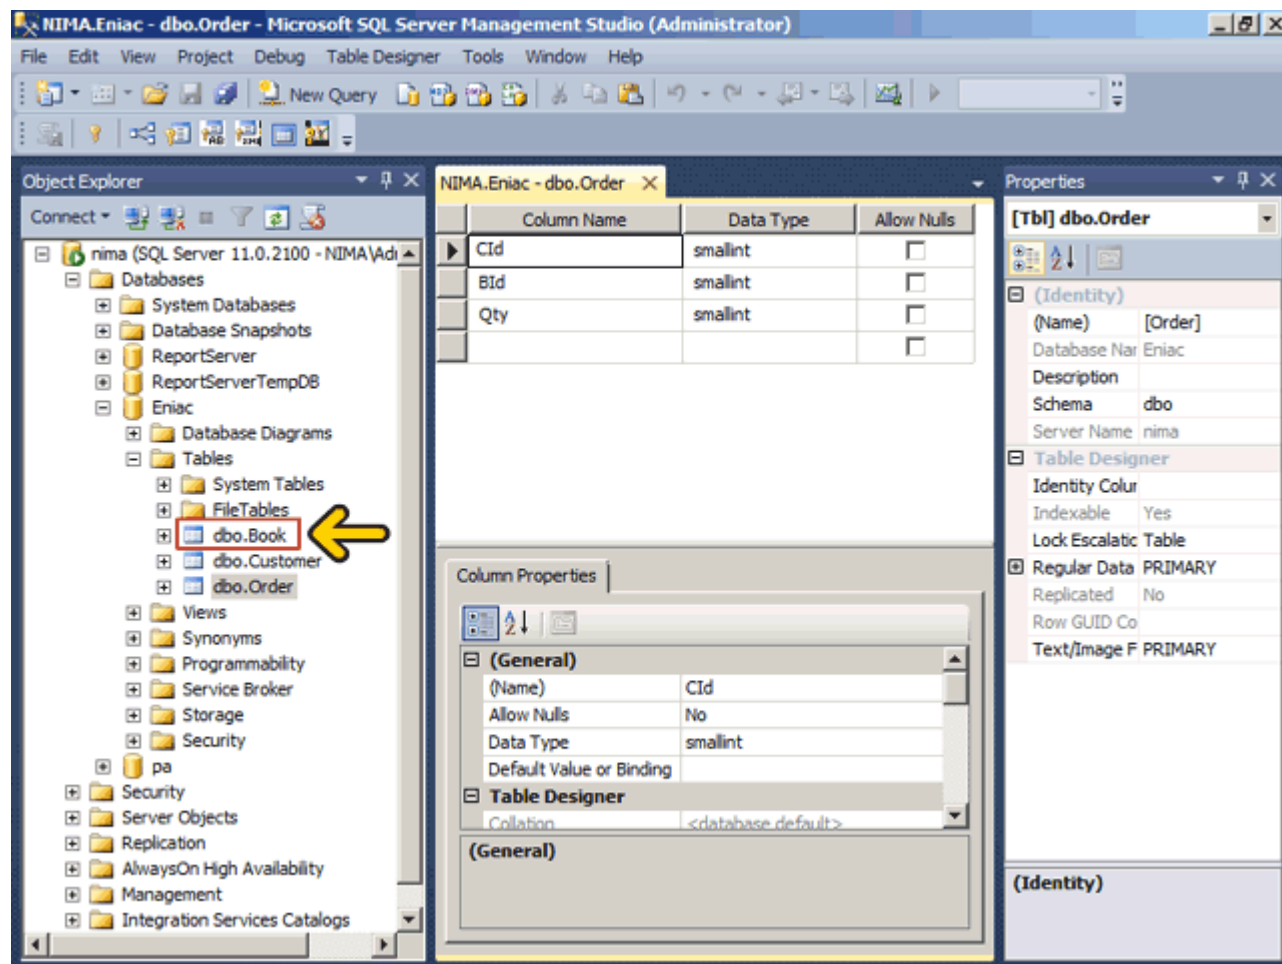 NIMA.Eniac - dbo.Order - Microsoft SQL Server Management Studio (Administrator)
File Edit View Project Debug Table Designer Tools Window Help
New Query
Object Explorer
Connect
nima (SQL Server 11.0.2100 - NIMA\Adı
Databases
System Databases
Database Snapshots
ReportServer
ReportServerTempDB
Eniac
Database Diagrams
Tables
System Tables
FileTables
dbo.Book
dbo.Customer
dbo.Order
Views
Synonyms
Programmability
Service Broker
Storage
Security
pa
Security
Server Objects
Replication
AlwaysOn High Availability
Management
Integration Services Catalogs
NIMA.Eniac - dbo.Order
Column Name Data Type Allow Nulls
CId smallint
BId smallint
Qty smallint
Column Properties
(General)
(Name) CId
Allow Nulls No
Data Type smallint
Default Value or Binding
Table Designer
Collation <database default>
(General)
Properties
[Tbl] dbo.Order
(Identity)
(Name) [Order]
Database Nar Eniac
Description
Schema dbo
Server Name nima
Table Designer
Identity Colur
Indexable Yes
Lock Escalatic Table
Regular Data PRIMARY
Replicated No
Row GUID Co
Text/Image F PRIMARY
(Identity)